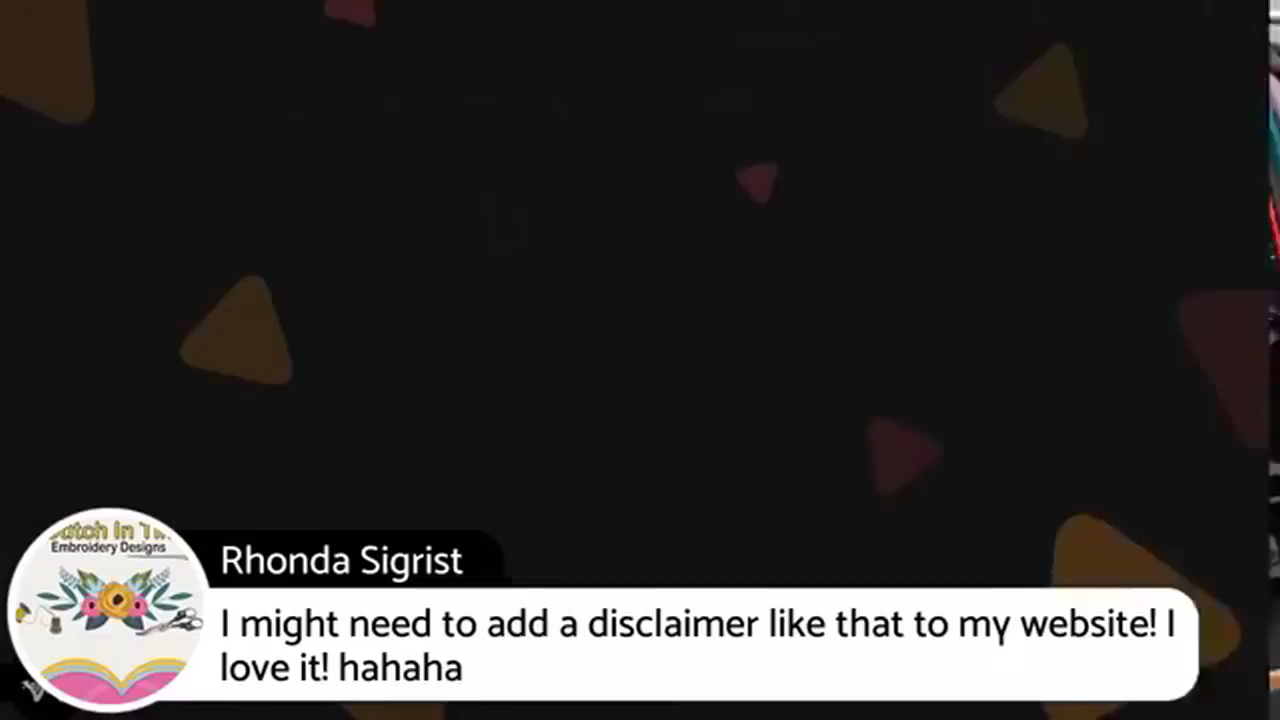 Embroidery Designs
Rhonda Sigrist
I might need to add a disclaimer like that to my website! I
love it! hahaha